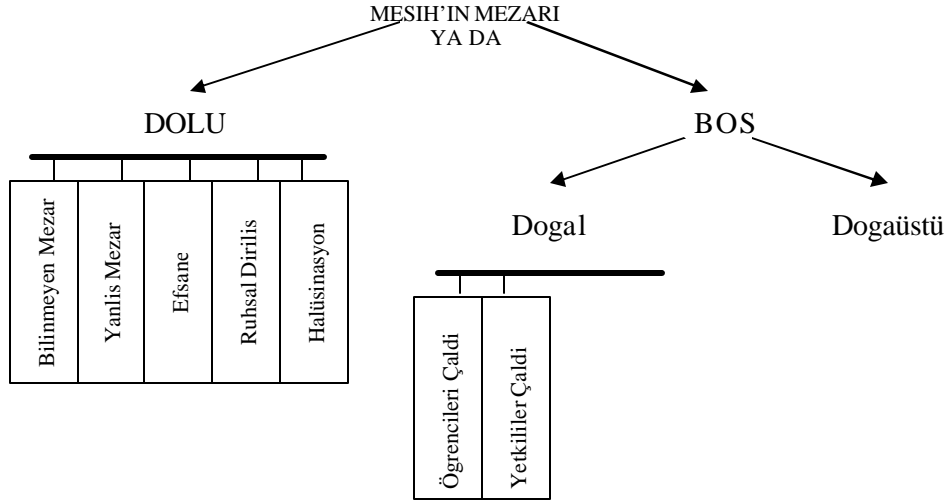 MESIH'IN MEZARI
YA DA
DOLU
BOS
Dogal
Dogaüstü
Bilinmeyen Mezar
Yanlis Mezar
Efsane
Ruhsal Dirilis
Halüsinasyon
Ögrencileri Çaldi
Yetkililer Çaldi